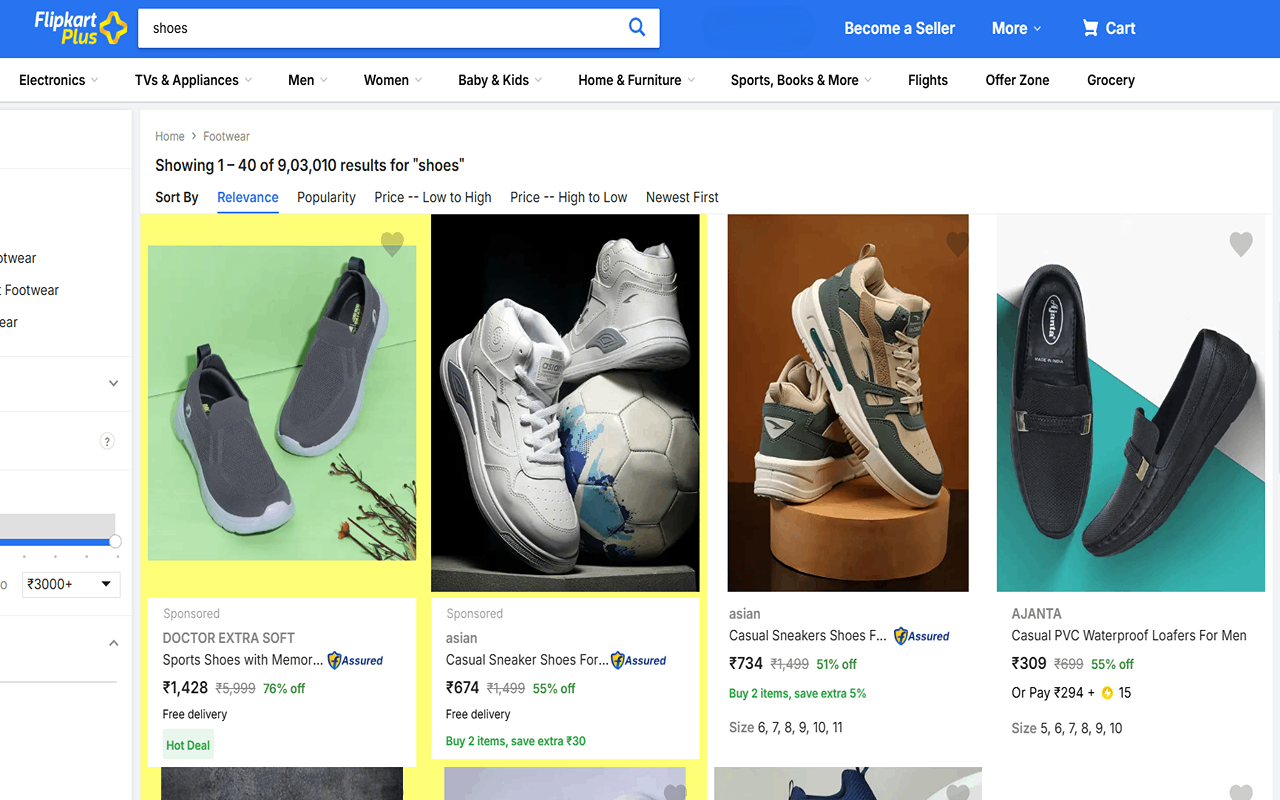 Flipkart
Plus
shoes
Become a Seller
More
Cart
Electronics
TVs & Appliances
Men
Women
Baby & Kids
Home & Furniture
Sports, Books & More
Flights
Offer Zone
Grocery
Home > Footwear
Showing 1 – 40 of 9,03,010 results for "shoes"
Sort By
Relevance
Popularity
Price -- Low to High
Price -- High to Low
Newest First
otwear
t Footwear
ear
?
o
₹3000+
asian
Ajanta
MADE IN INDIA
Sponsored
DOCTOR EXTRA SOFT
Sports Shoes with Memor... Assured
₹1,428 ₹5,999 76% off
Free delivery
Hot Deal
Sponsored
asian
Casual Sneaker Shoes For... Assured
₹674 ₹1,499 55% off
Free delivery
Buy 2 items, save extra ₹30
asian
Casual Sneakers Shoes F... Assured
₹734 ₹1,499 51% off
Buy 2 items, save extra 5%
Size 6, 7, 8, 9, 10, 11
AJANTA
Casual PVC Waterproof Loafers For Men
₹309 ₹699 55% off
Or Pay ₹294 + 15
Size 5, 6, 7, 8, 9, 10